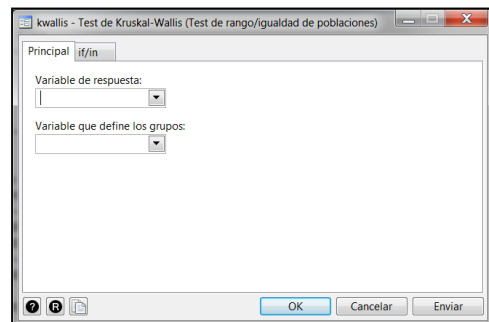 kwallis - Test de Kruskal-Wallis (Test de rango/igualdad de poblaciones)
Principal if/in
Variable de respuesta:
Variable que define los grupos:
? R OK Cancelar Enviar